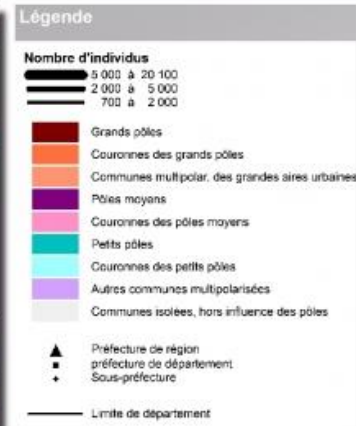 Légende
Nombre d'individus
5 000 à 20 100
2 000 à 5 000
700 à 2 000
Grands pôles
Couronnes des grands pôles
Communes multipolar. des grandes aires urbaines
Pôles moyens
Couronnes des pôles moyens
Petits pôles
Couronnes des petits pôles
Autres communes multipolarisées
Communes isolées, hors influence des pôles
Préfecture de région
préfecture de département
Sous-préfecture
Limite de département